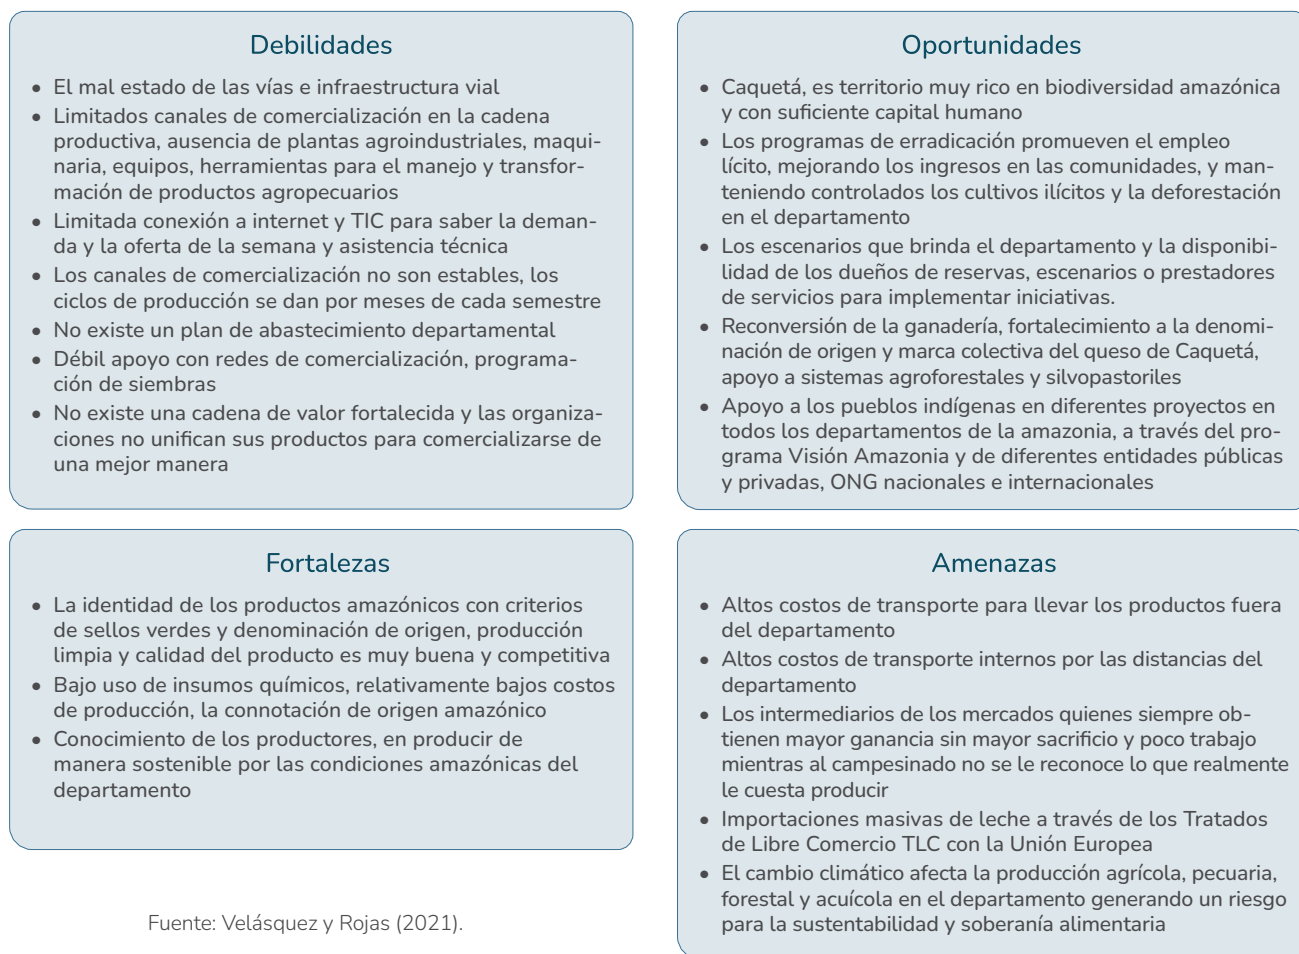 Debilidades
• El mal estado de las vías e infraestructura vial
• Limitados canales de comercialización en la cadena
productiva, ausencia de plantas agroindustriales, maqui-
naria, equipos, herramientas para el manejo y transfor-
mación de productos agropecuarios
• Limitada conexión a internet y TIC para saber la deman-
da y la oferta de la semana y asistencia técnica
• Los canales de comercialización no son estables, los
ciclos de producción se dan por meses de cada semestre
• No existe un plan de abastecimiento departamental
• Débil apoyo con redes de comercialización, programa-
ción de siembras
• No existe una cadena de valor fortalecida y las organiza-
ciones no unifican sus productos para comercializarse de
una mejor manera
Oportunidades
• Caquetá, es territorio muy rico en biodiversidad amazónica
y con suficiente capital humano
• Los programas de erradicación promueven el empleo
lícito, mejorando los ingresos en las comunidades, y man-
teniendo controlados los cultivos ilícitos y la deforestación
en el departamento
• Los escenarios que brinda el departamento y la disponibi-
lidad de los dueños de reservas, escenarios o prestadores
de servicios para implementar iniciativas.
• Reconversión de la ganadería, fortalecimiento a la denomi-
nación de origen y marca colectiva del queso de Caquetá,
apoyo a sistemas agroforestales y silvopastoriles
• Apoyo a los pueblos indígenas en diferentes proyectos en
todos los departamentos de la amazonia, a través del pro-
grama Visión Amazonia y de diferentes entidades públicas
y privadas, ONG nacionales e internacionales
Fortalezas
• La identidad de los productos amazónicos con criterios
de sellos verdes y denominación de origen, producción
limpia y calidad del producto es muy buena y competitiva
• Bajo uso de insumos químicos, relativamente bajos costos
de producción, la connotación de origen amazónico
• Conocimiento de los productores, en producir de
manera sostenible por las condiciones amazónicas del
departamento
Amenazas
• Altos costos de transporte para llevar los productos fuera
del departamento
• Altos costos de transporte internos por las distancias del
departamento
• Los intermediarios de los mercados quienes siempre ob-
tienen mayor ganancia sin mayor sacrificio y poco trabajo
mientras al campesinado no se le reconoce lo que realmente
le cuesta producir
• Importaciones masivas de leche a través de los Tratados
de Libre Comercio TLC con la Unión Europea
• El cambio climático afecta la producción agrícola, pecuaria,
forestal y acuícola en el departamento generando un riesgo
para la sustentabilidad y soberanía alimentaria
Fuente: Velásquez y Rojas (2021).